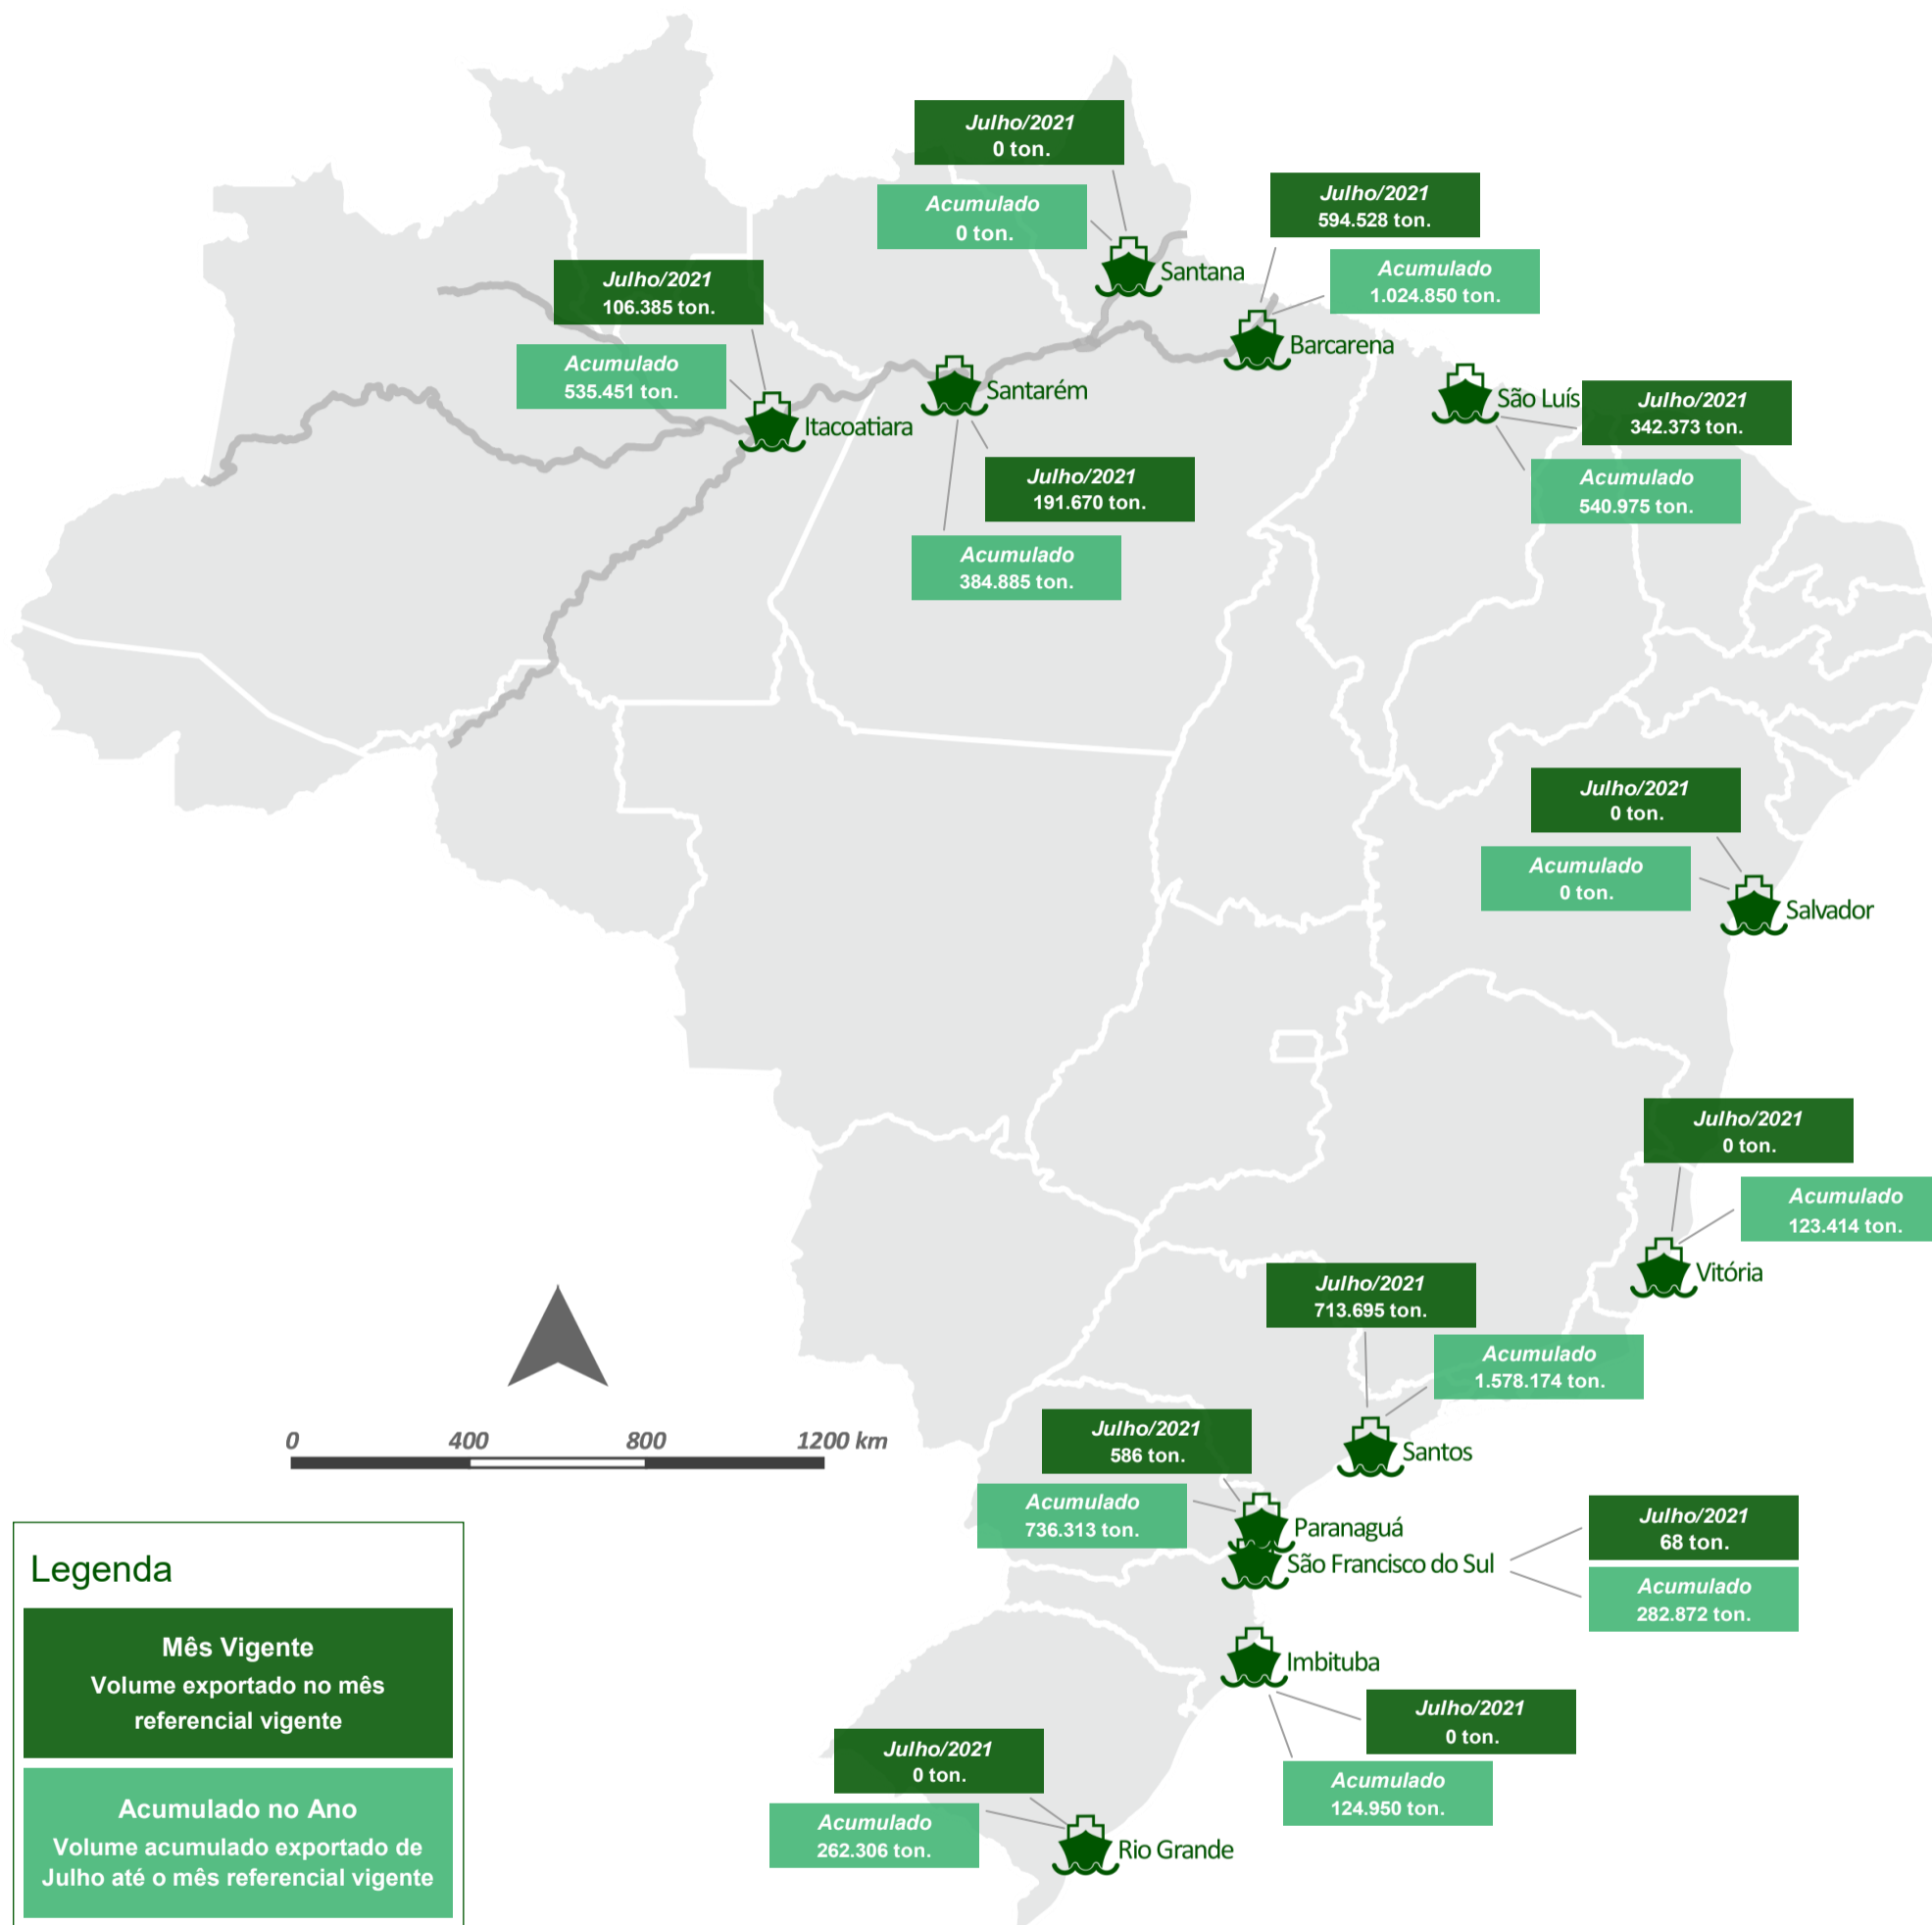 Julho/2021
0 ton.
Acumulado
0 ton.
Santana
Julho/2021
594.528 ton.
Acumulado
1.024.850 ton.
Barcarena
Julho/2021
106.385 ton.
Acumulado
535.451 ton.
Itacoatiara
Santarém
Julho/2021
191.670 ton.
Acumulado
384.885 ton.
São Luís
Julho/2021
342.373 ton.
Acumulado
540.975 ton.
Julho/2021
0 ton.
Acumulado
0 ton.
Salvador
Julho/2021
0 ton.
Acumulado
123.414 ton.
Vitória
Julho/2021
713.695 ton.
Acumulado
1.578.174 ton.
Santos
Julho/2021
586 ton.
Acumulado
736.313 ton.
Paranaguá
São Francisco do Sul
Julho/2021
68 ton.
Acumulado
282.872 ton.
Imbituba
Julho/2021
0 ton.
Acumulado
124.950 ton.
Julho/2021
0 ton.
Acumulado
262.306 ton.
Rio Grande
0 400 800 1200 km
Legenda
Mês Vigente
Volume exportado no mês
referencial vigente
Acumulado no Ano
Volume acumulado exportado de
Julho até o mês referencial vigente